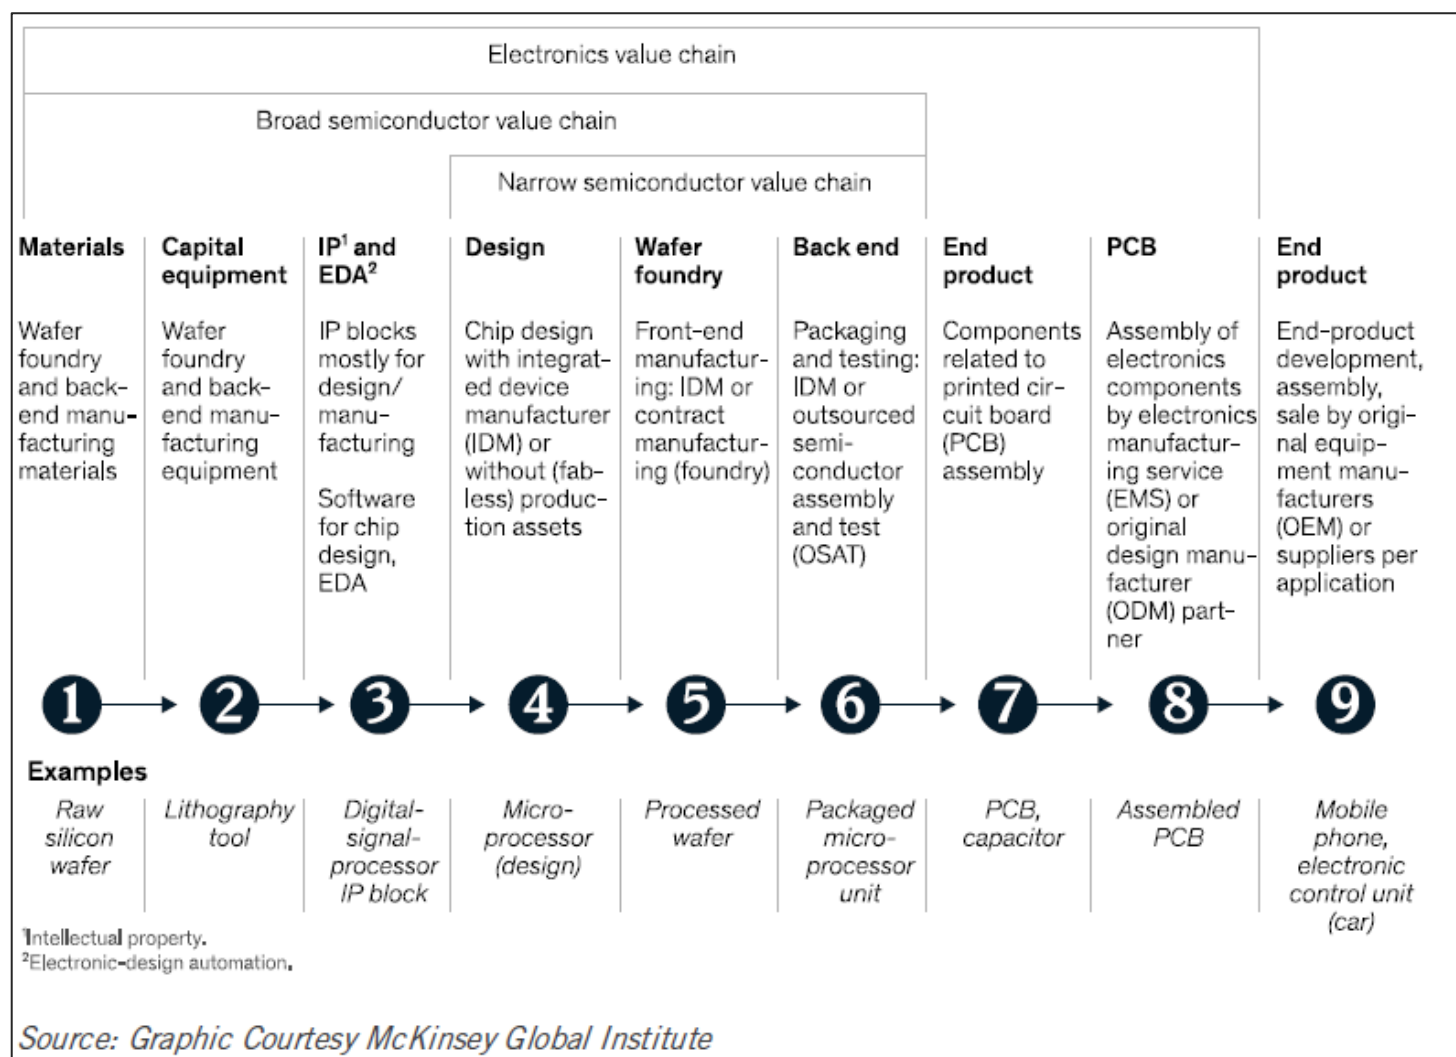 Electronics value chain
Broad semiconductor value chain
Narrow semiconductor value chain
Materials
Wafer
foundry
and back-
end manu-
facturing
materials
Capital
equipment
Wafer
foundry
and back-
end manu-
facturing
equipment
IP¹ and
EDA²
IP blocks
mostly for
design/
manu-
facturing
Software
for chip
design,
EDA
Design
Chip design
with integrat-
ed device
manufacturer
(IDM) or
without (fab-
less) produc-
tion assets
Wafer
foundry
Front-end
manufactur-
ing: IDM or
contract
manufactur-
ing (foundry)
Back end
Packaging
and testing:
IDM or
outsourced
semi-
conductor
assembly
and test
(OSAT)
End
product
Components
related to
printed cir-
cuit board
(PCB)
assembly
PCB
Assembly of
electronics
components
by electronics
manufactur-
ing service
(EMS) or
original
design manu-
facturer
(ODM) part-
ner
End
product
End-product
development,
assembly,
sale by origi-
nal equip-
ment manu-
facturers
(OEM) or
suppliers per
application
1 2 3 4 5 6 7 8 9
Examples
Raw
silicon
wafer
Lithography
tool
Digital-
signal-
processor
IP block
Micro-
processor
(design)
Processed
wafer
Packaged
micro-
processor
unit
PCB,
capacitor
Assembled
PCB
Mobile
phone,
electronic
control unit
(car)
¹Intellectual property.
²Electronic-design automation.
Source: Graphic Courtesy McKinsey Global Institute